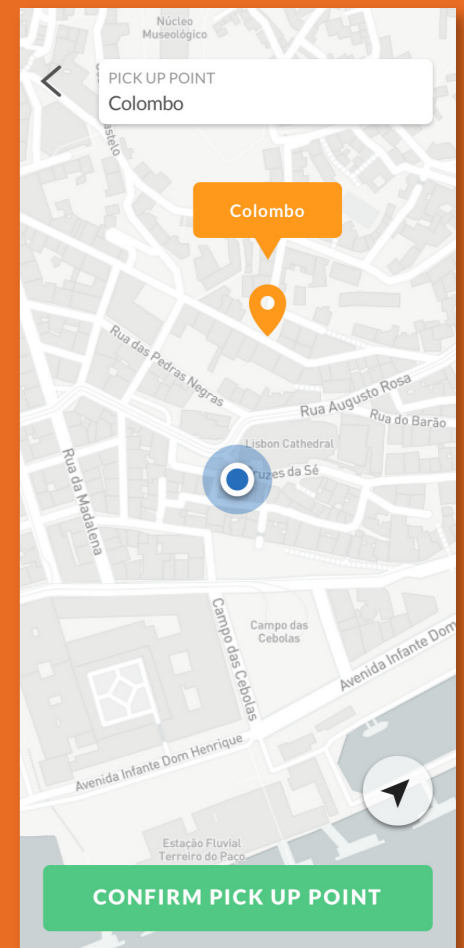 Núcleo
Museológico
PICK UP POINT
Colombo
Colombo
Rua das Pedras Negras
Rua Augusto Rosa
Rua do Barão
Lisbon Cathedral
da Sé
Rua da Madalena
Campo das Cebolas
Campo das
Cebolas
Avenida Infante Dom
Avenida Infante Dom Henrique
Estação Fluvial
Terreiro do Paço
CONFIRM PICK UP POINT